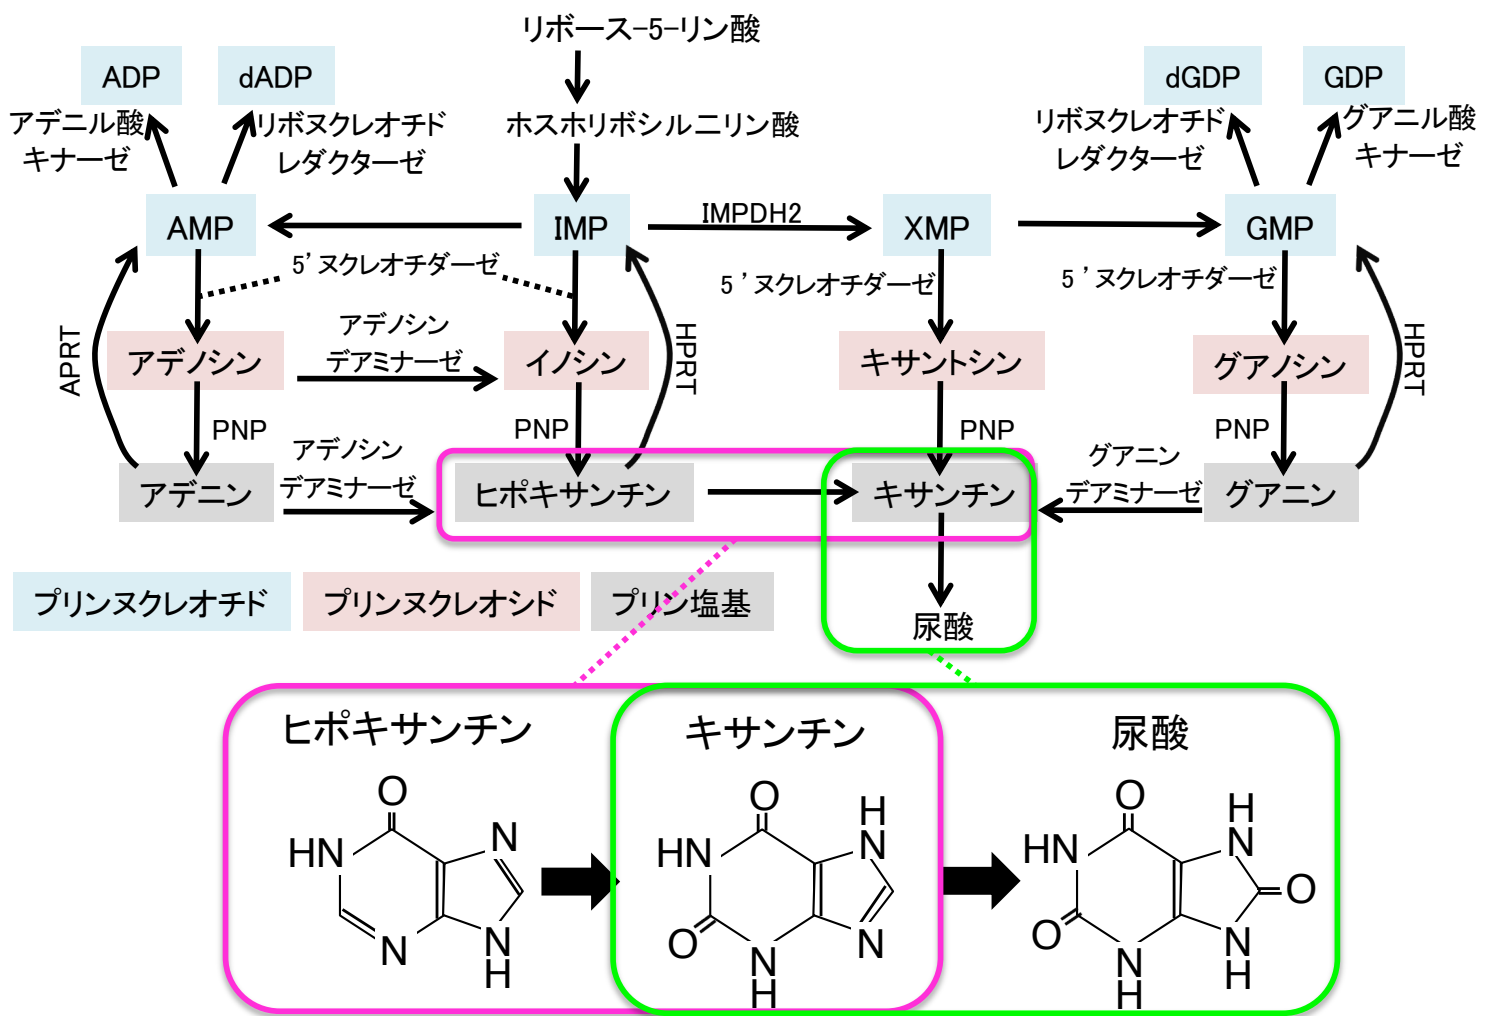 リボース-5-リン酸
ADP
dADP
dGDP
GDP
アデニル酸
キナーゼ
リボヌクレオチド
レダクターゼ
ホスホリボシルニリン酸
リボヌクレオチド
レダクターゼ
グアニル酸
キナーゼ
AMP
IMP
IMPDH2
XMP
GMP
5’ヌクレオチダーゼ
5’ヌクレオチダーゼ
5’ヌクレオチダーゼ
APRT
アデノシン
アデノシン
デアミナーゼ
イノシン
HPRT
キサントシン
グアノシン
HPRT
PNP
PNP
PNP
PNP
アデニン
アデノシン
デアミナーゼ
ヒポキサンチン
キサンチン
グアニン
デアミナーゼ
グアニン
プリンヌクレオチド
プリンヌクレオシド
プリン塩基
尿酸
ヒポキサンチン
キサンチン
尿酸
O
HN
N
N
N
H
O
HN
H
N
O
N
H
N
O
HN
H
N
O
O
N
H
N
H